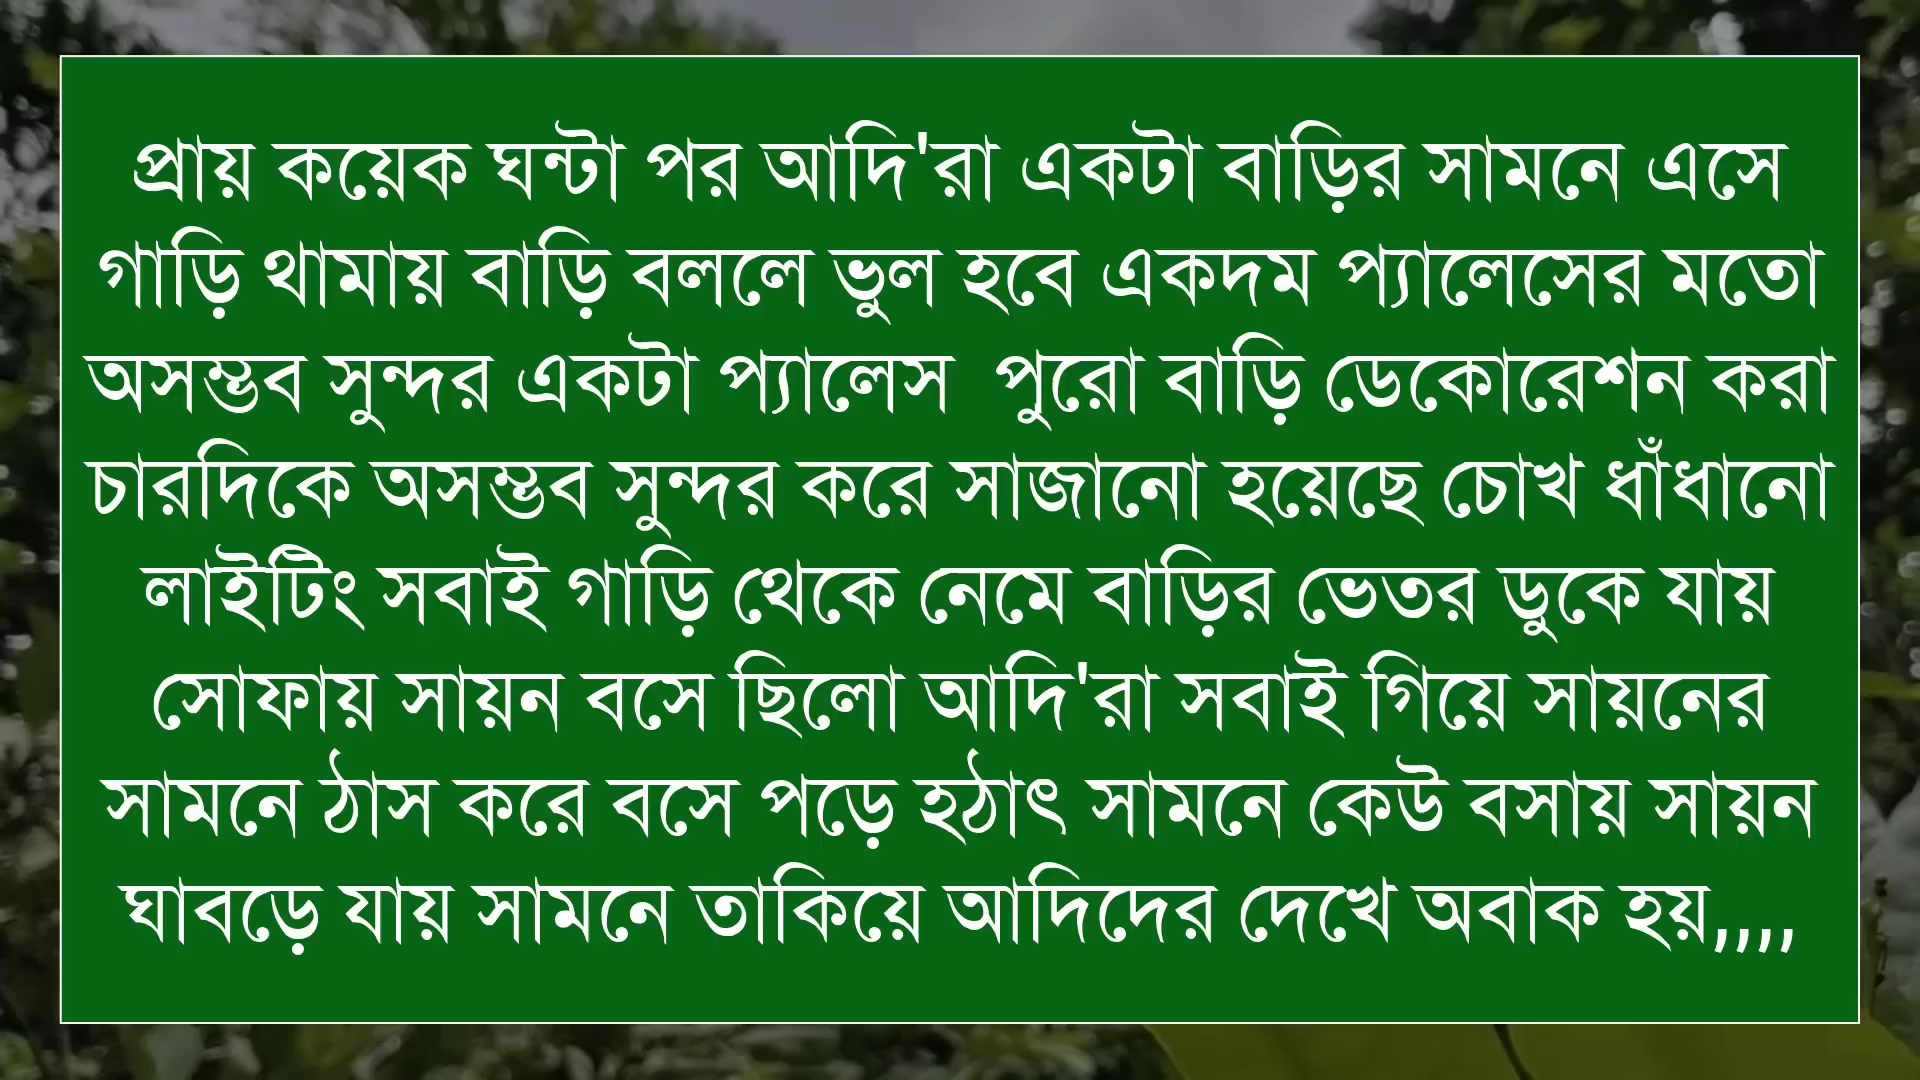 প্রায় কয়েক ঘন্টা পর আদি'রা একটা বাড়ির সামনে এসে
গাড়ি থামায় বাড়ি বললে ভুল হবে একদম প্যালেসের মতো
অসম্ভব সুন্দর একটা প্যালেস  পুরো বাড়ি ডেকোরেশন করা
চারদিকে অসম্ভব সুন্দর করে সাজানো হয়েছে চোখ ধাঁধানো
লাইটিং সবাই গাড়ি থেকে নেমে বাড়ির ভেতর ডুকে যায়
সোফায় সায়ন বসে ছিলো আদি'রা সবাই গিয়ে সায়নের
সামনে ঠাস করে বসে পড়ে হঠাৎ সামনে কেউ বসায় সায়ন
ঘাবড়ে যায় সামনে তাকিয়ে আদিদের দেখে অবাক হয়,,,,